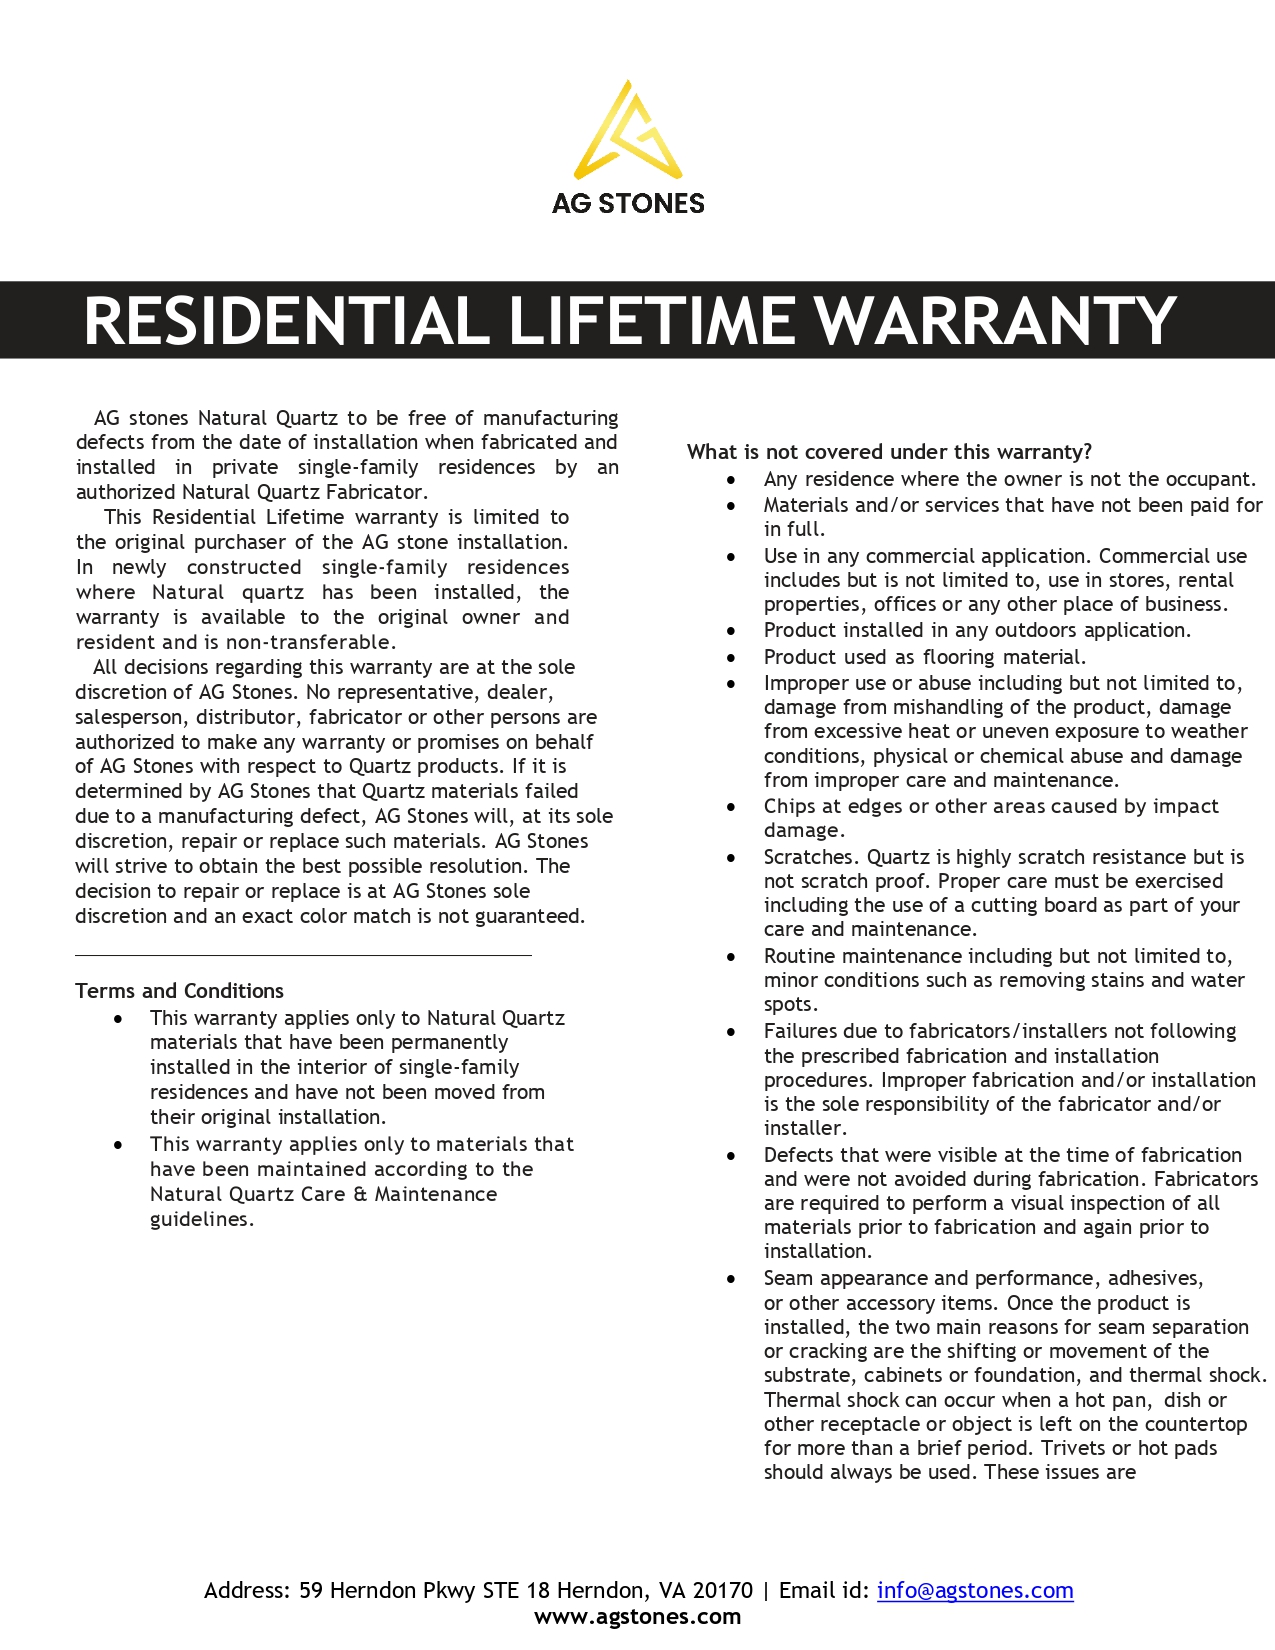 AG STONES
RESIDENTIAL LIFETIME WARRANTY
AG stones Natural Quartz to be free of manufacturing
defects from the date of installation when fabricated and
installed in private single-family residences by an
authorized Natural Quartz Fabricator.
This Residential Lifetime warranty is limited to
the original purchaser of the AG stone installation.
In newly constructed single-family residences
where Natural quartz has been installed, the
warranty is available to the original owner and
resident and is non-transferable.
All decisions regarding this warranty are at the sole
discretion of AG Stones. No representative, dealer,
salesperson, distributor, fabricator or other persons are
authorized to make any warranty or promises on behalf
of AG Stones with respect to Quartz products. If it is
determined by AG Stones that Quartz materials failed
due to a manufacturing defect, AG Stones will, at its sole
discretion, repair or replace such materials. AG Stones
will strive to obtain the best possible resolution. The
decision to repair or replace is at AG Stones sole
discretion and an exact color match is not guaranteed.
Terms and Conditions
• This warranty applies only to Natural Quartz
materials that have been permanently
installed in the interior of single-family
residences and have not been moved from
their original installation.
• This warranty applies only to materials that
have been maintained according to the
Natural Quartz Care & Maintenance
guidelines.
What is not covered under this warranty?
• Any residence where the owner is not the occupant.
• Materials and/or services that have not been paid for
in full.
• Use in any commercial application. Commercial use
includes but is not limited to, use in stores, rental
properties, offices or any other place of business.
• Product installed in any outdoors application.
• Product used as flooring material.
• Improper use or abuse including but not limited to,
damage from mishandling of the product, damage
from excessive heat or uneven exposure to weather
conditions, physical or chemical abuse and damage
from improper care and maintenance.
• Chips at edges or other areas caused by impact
damage.
• Scratches. Quartz is highly scratch resistance but is
not scratch proof. Proper care must be exercised
including the use of a cutting board as part of your
care and maintenance.
• Routine maintenance including but not limited to,
minor conditions such as removing stains and water
spots.
• Failures due to fabricators/installers not following
the prescribed fabrication and installation
procedures. Improper fabrication and/or installation
is the sole responsibility of the fabricator and/or
installer.
• Defects that were visible at the time of fabrication
and were not avoided during fabrication. Fabricators
are required to perform a visual inspection of all
materials prior to fabrication and again prior to
installation.
• Seam appearance and performance, adhesives,
or other accessory items. Once the product is
installed, the two main reasons for seam separation
or cracking are the shifting or movement of the
substrate, cabinets or foundation, and thermal shock.
Thermal shock can occur when a hot pan, dish or
other receptacle or object is left on the countertop
for more than a brief period. Trivets or hot pads
should always be used. These issues are
Address: 59 Herndon Pkwy STE 18 Herndon, VA 20170 | Email id: info@agstones.com
www.agstones.com